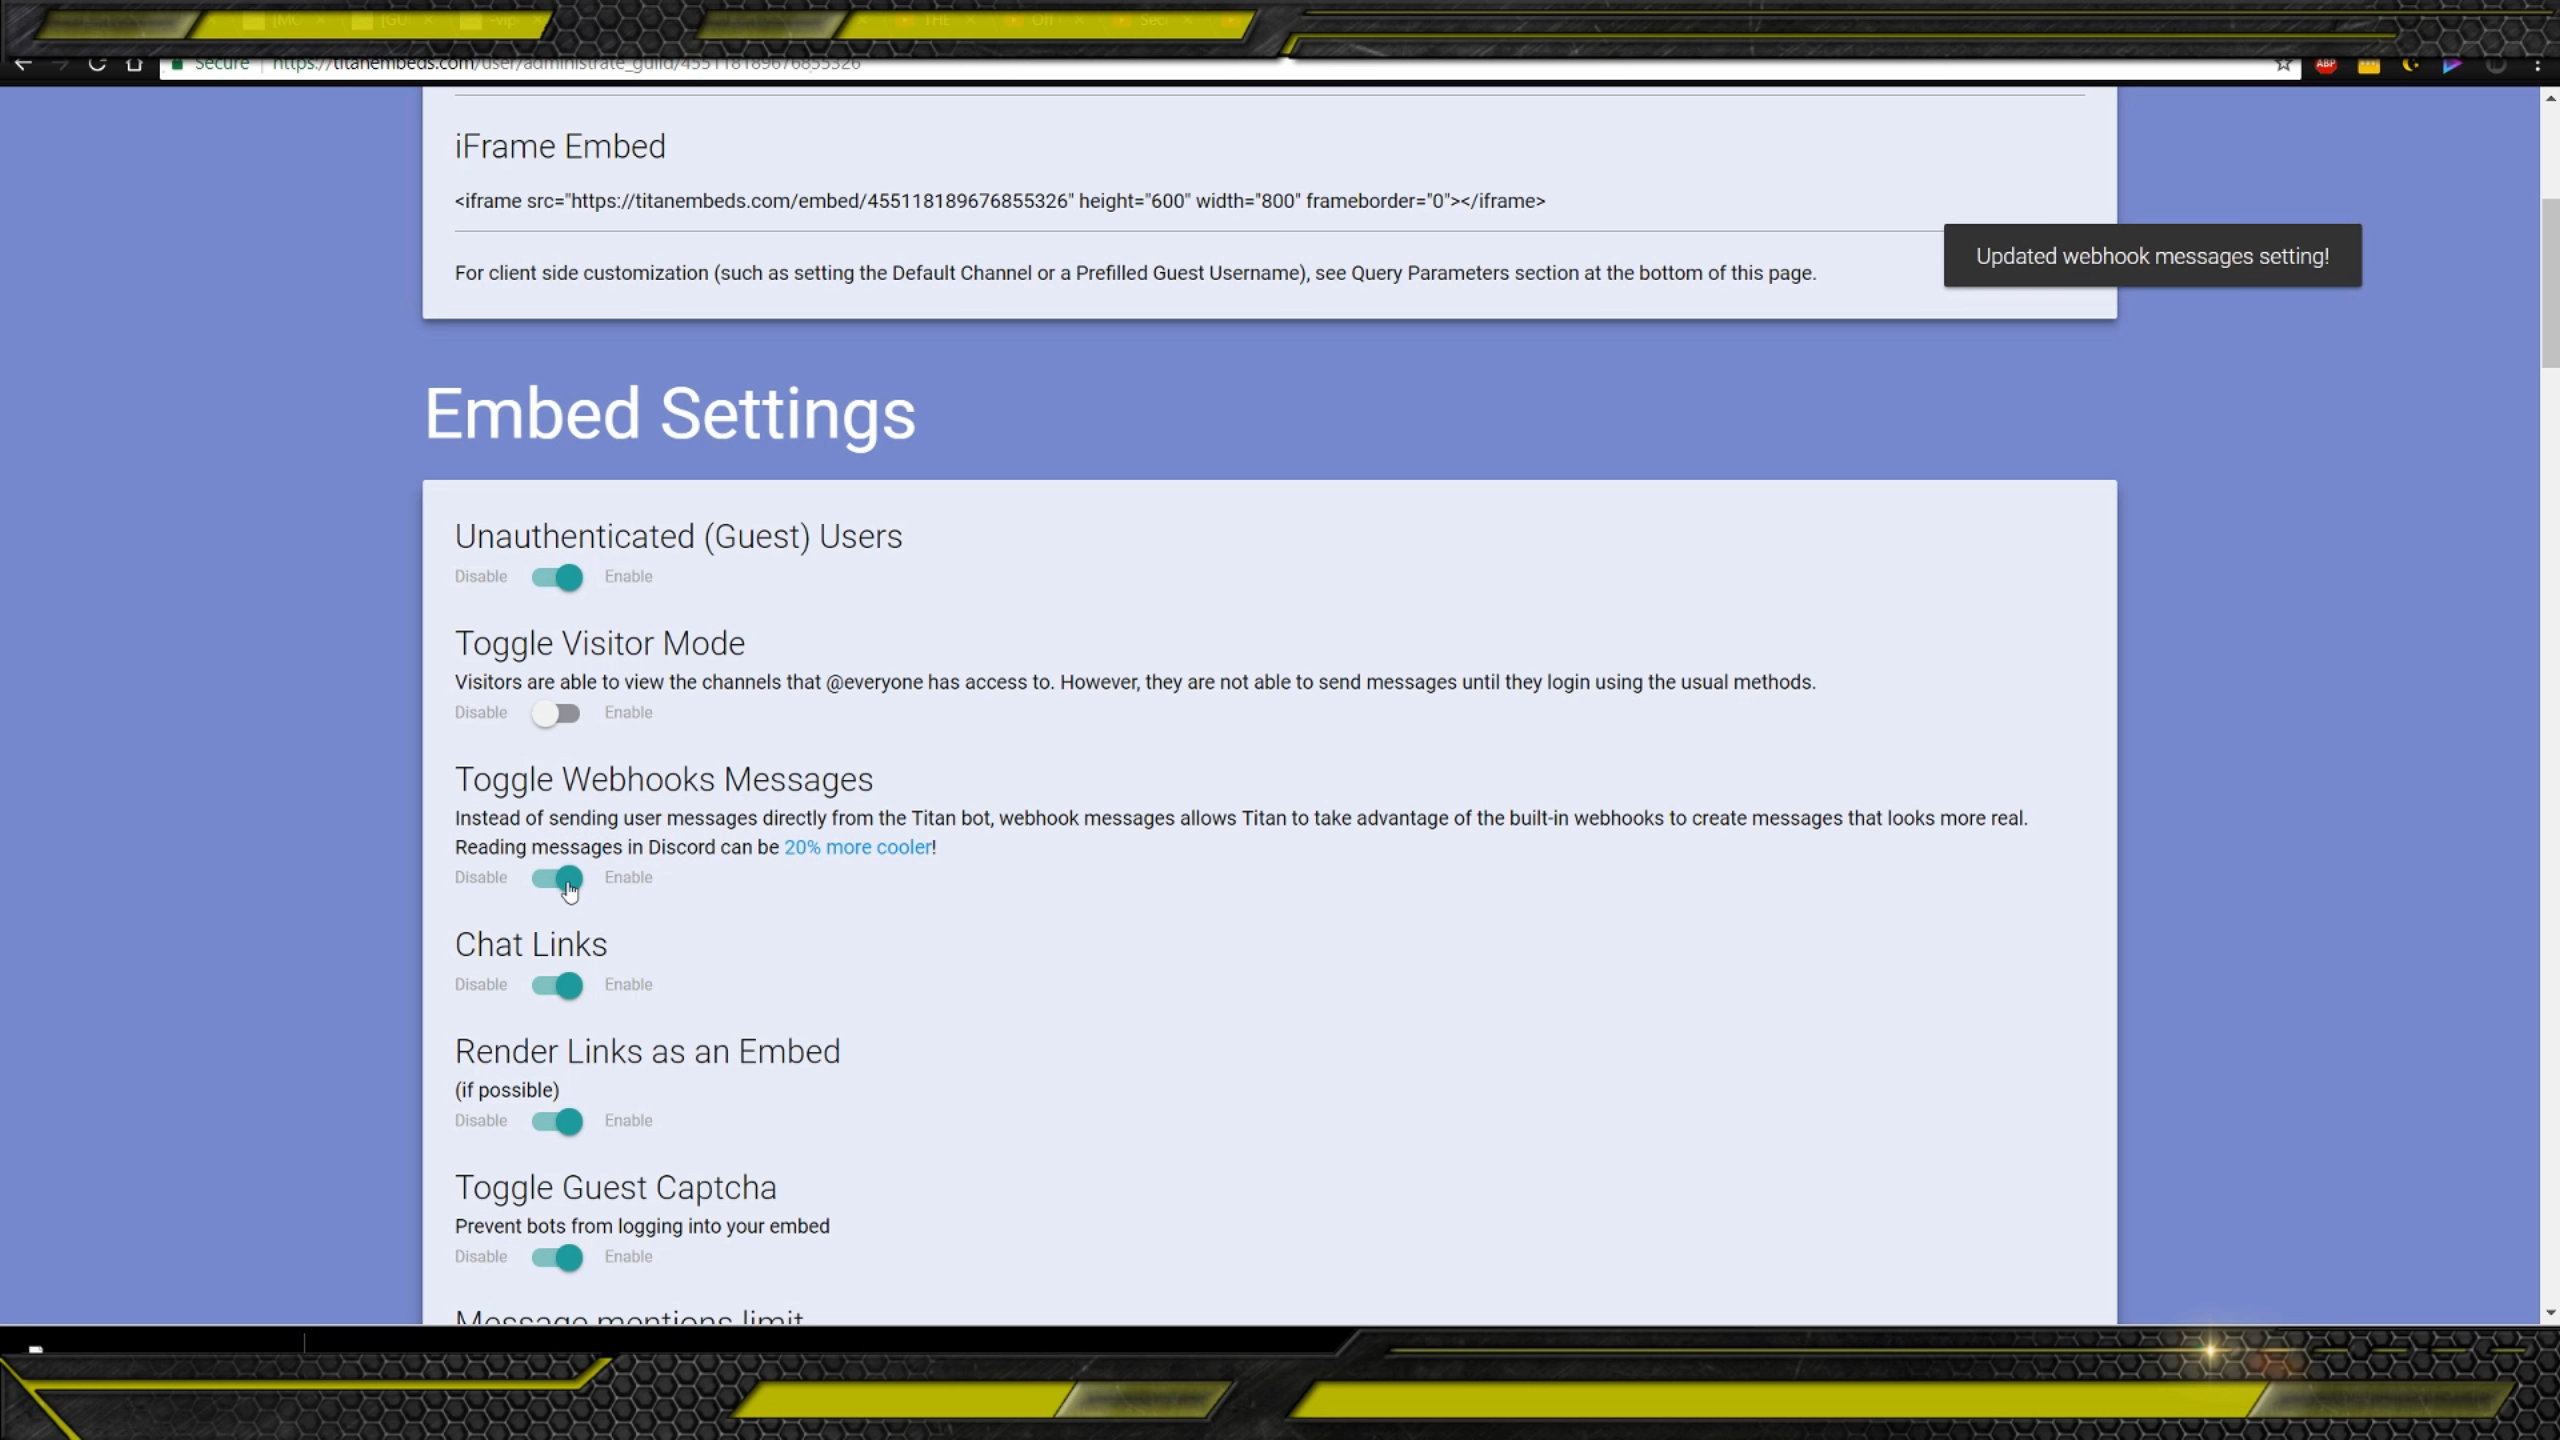 [MC
[GU
-vip
THE
Off
Sec
Secure
https://titanembeds.com/user/administrate_guild/455118189676855326
ABP
iFrame Embed
<iframe src="https://titanembeds.com/embed/455118189676855326" height="600" width="800" frameborder="0"></iframe>
Updated webhook messages setting!
For client side customization (such as setting the Default Channel or a Prefilled Guest Username), see Query Parameters section at the bottom of this page.
Embed Settings
Unauthenticated (Guest) Users
Disable Enable
Toggle Visitor Mode
Visitors are able to view the channels that @everyone has access to. However, they are not able to send messages until they login using the usual methods.
Disable Enable
Toggle Webhooks Messages
Instead of sending user messages directly from the Titan bot, webhook messages allows Titan to take advantage of the built-in webhooks to create messages that looks more real.
Reading messages in Discord can be 20% more cooler!
Disable Enable
Chat Links
Disable Enable
Render Links as an Embed
(if possible)
Disable Enable
Toggle Guest Captcha
Prevent bots from logging into your embed
Disable Enable
Message mentions limit